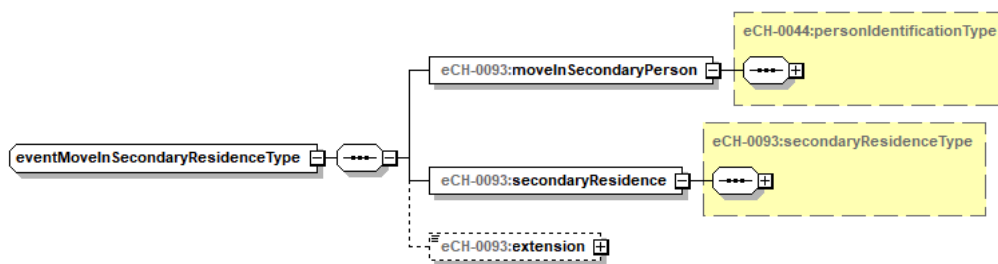 eCH-0044:personIdentificationType
eCH-0093:moveInSecondaryPerson
eCH-0093:secondaryResidenceType
eventMoveInSecondaryResidenceType
eCH-0093:secondaryResidence
eCH-0093:extension